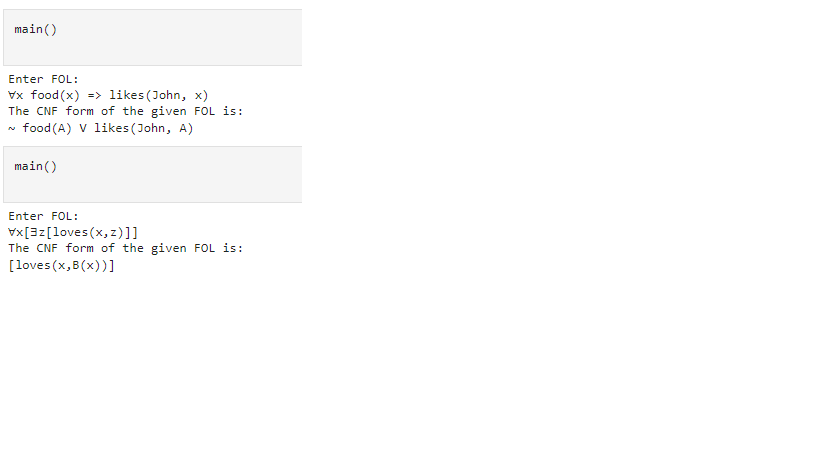 main()
Enter FOL:
∀x food(x) => likes(John, x)
The CNF form of the given FOL is:
~ food(A) V likes(John, A)
main()
Enter FOL:
∀x[∃z[loves(x,z)]]
The CNF form of the given FOL is:
[loves(x,B(x))]